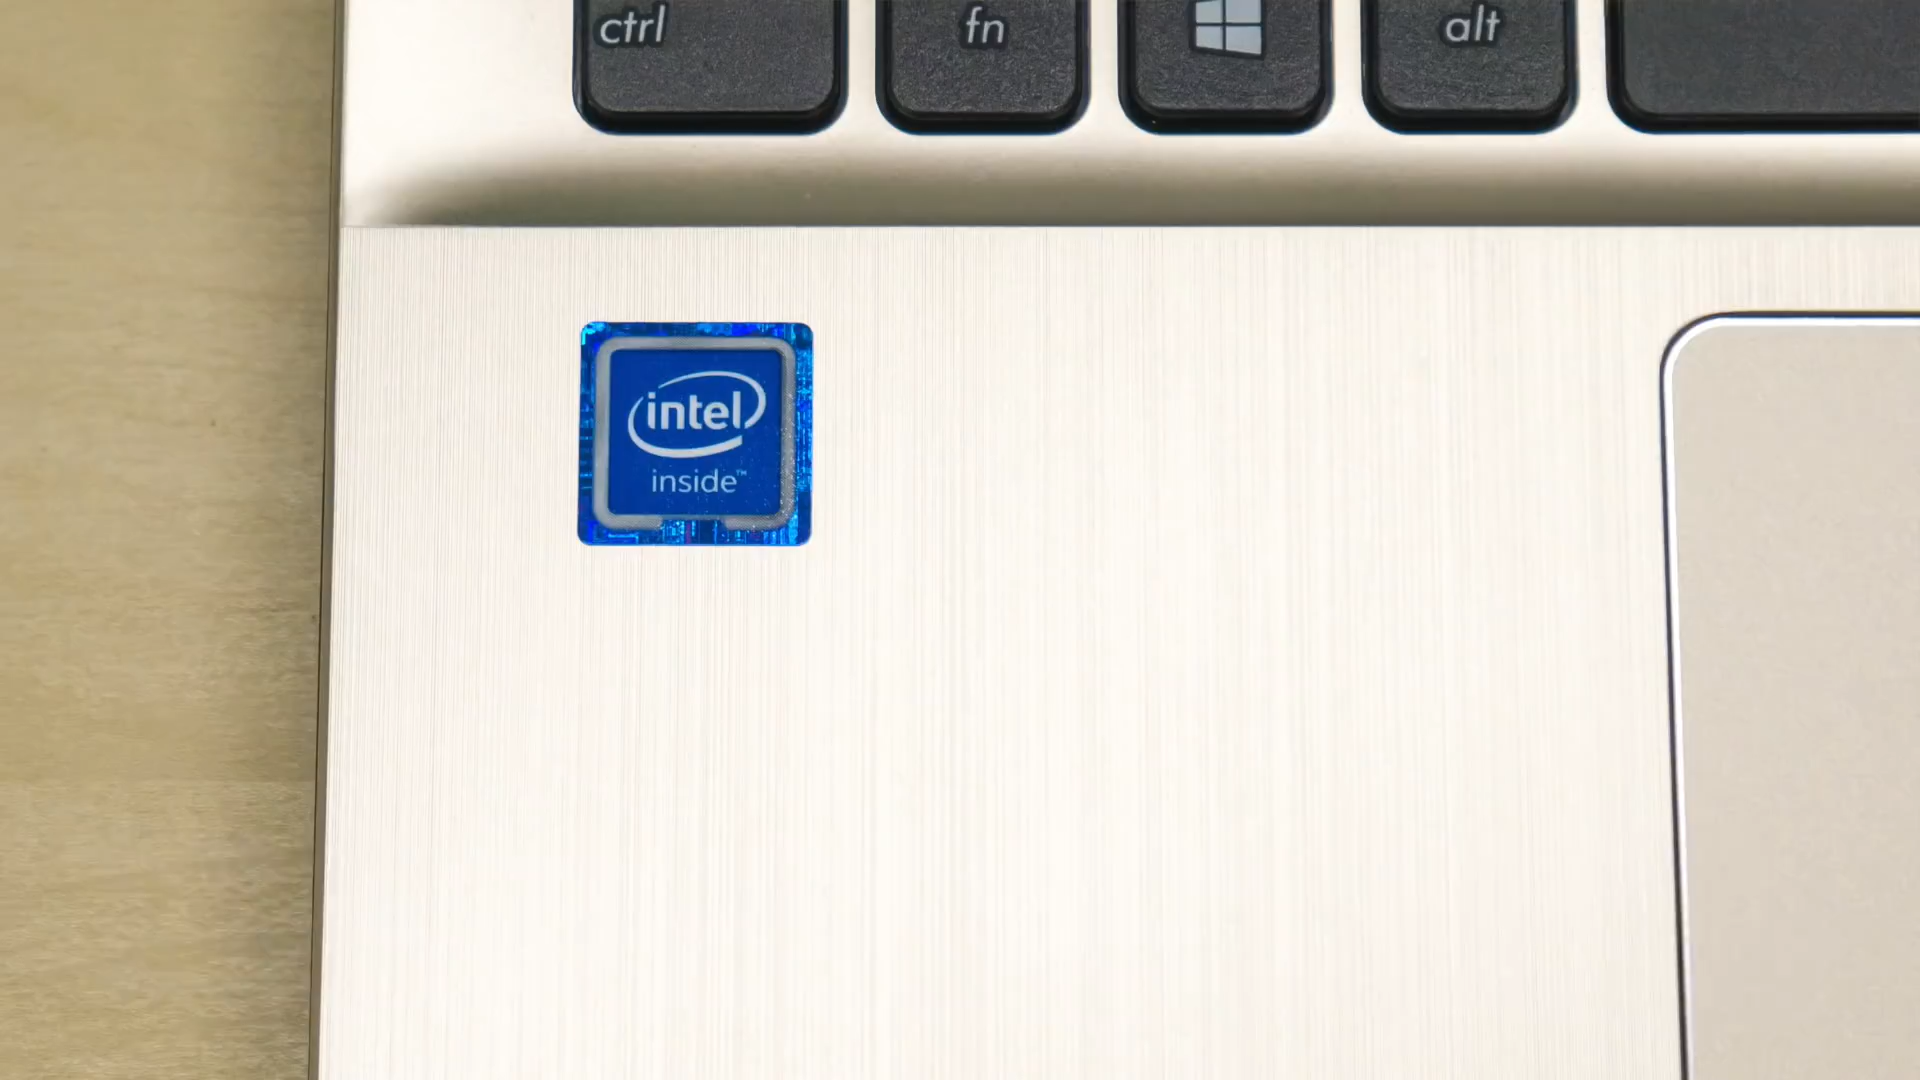 ctrl fn alt
intel
inside™